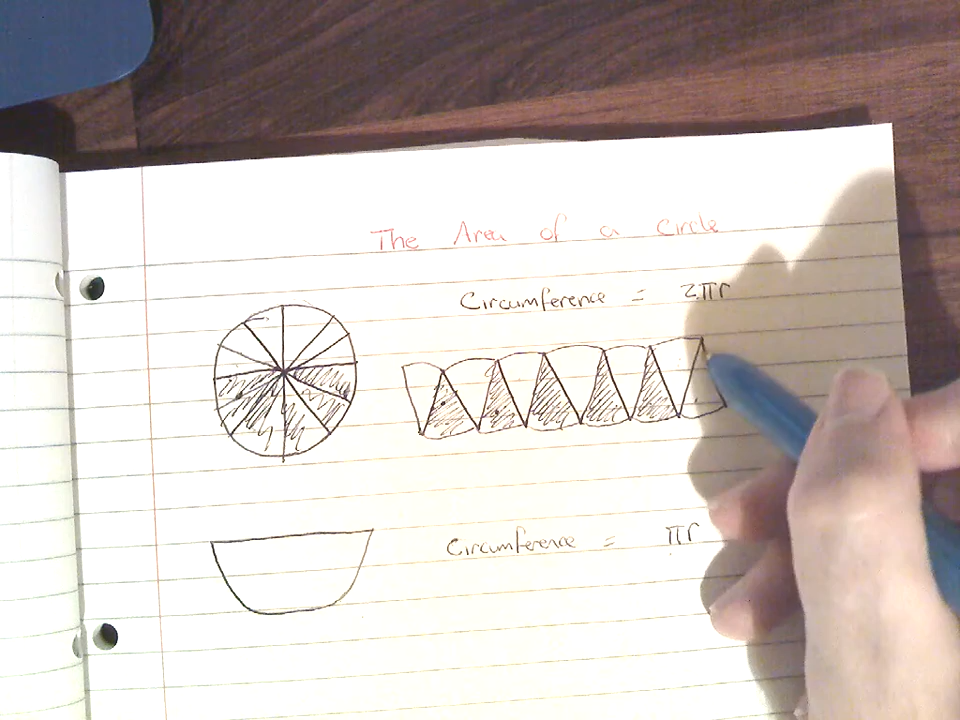 The Area of a Circle
Circumference = 2πr
Circumference = πr